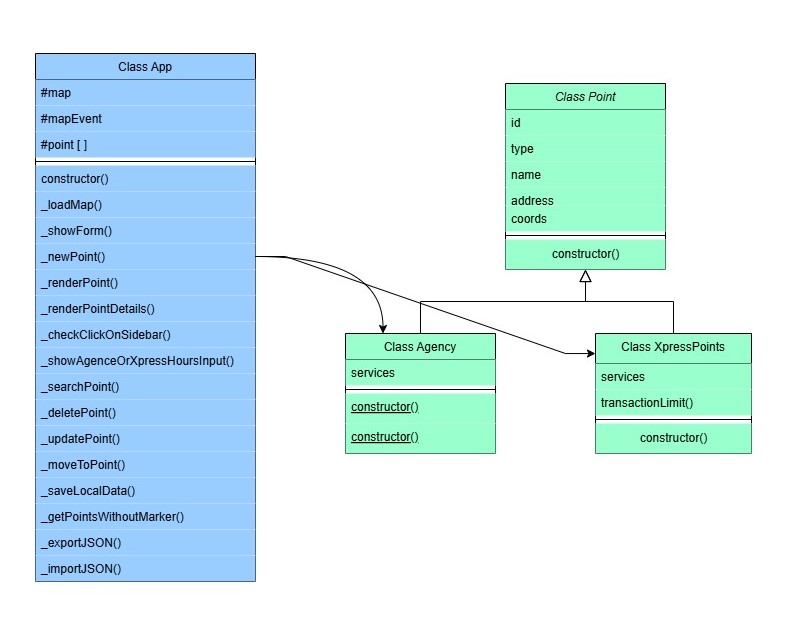 Class App
#map
#mapEvent
#point [ ]
constructor()
_loadMap()
_showForm()
_newPoint()
_renderPoint()
_renderPointDetails()
_checkClickOnSidebar()
_showAgenceOrXpressHoursInput()
_searchPoint()
_deletePoint()
_updatePoint()
_moveToPoint()
_saveLocalData()
_getPointsWithoutMarker()
_exportJSON()
_importJSON()
Class Point
id
type
name
address
coords
constructor()
Class Agency
services
constructor()
constructor()
Class XpressPoints
services
transactionLimit()
constructor()